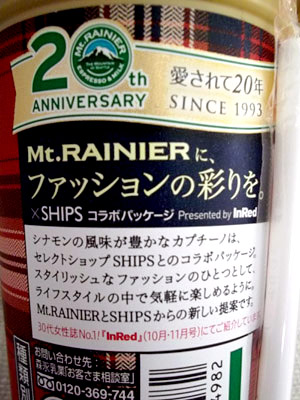 20th
ANNIVERSARY
Mt.RAINIER
THE MOUNTAIN OF SEATTLE
ESPRESSO & MILK
愛されて20年
SINCE 1993
Mt.RAINIERに、
ファッションの彩りを。
×SHIPS コラボパッケージ Presented by InRed
シナモンの風味が豊かなカプチーノは、
セレクトショップSHIPSとのコラボパッケージ。
スタイリッシュなファッションのひとつとして、
ライフスタイルの中で気軽に楽しめるように。
Mt.RAINIERとSHIPSからの新しい提案です。
30代女性誌No.1!「InRed」(10月・11月号)にてご紹介しています
お問い合わせ先:
森永乳業「お客さま相談室」
0120-369-744
種類別
4982